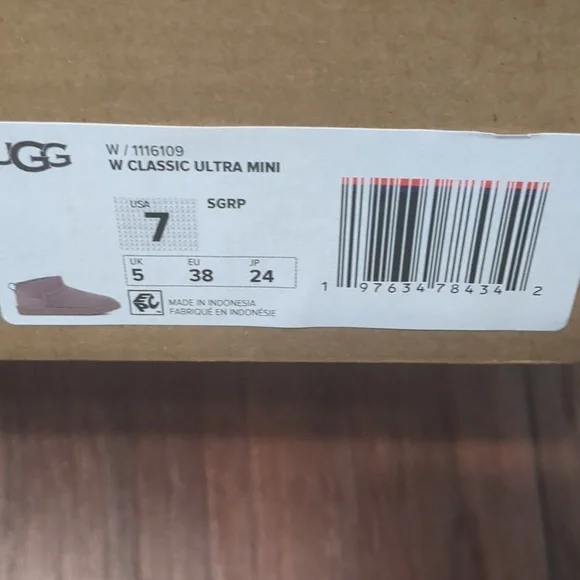 UGG
W / 1116109
W CLASSIC ULTRA MINI
USA
7
SGRP
UK EU JP
5 38 24
MADE IN INDONESIA
FABRIQUÉ EN INDONÉSIE
1 97634 78434 2